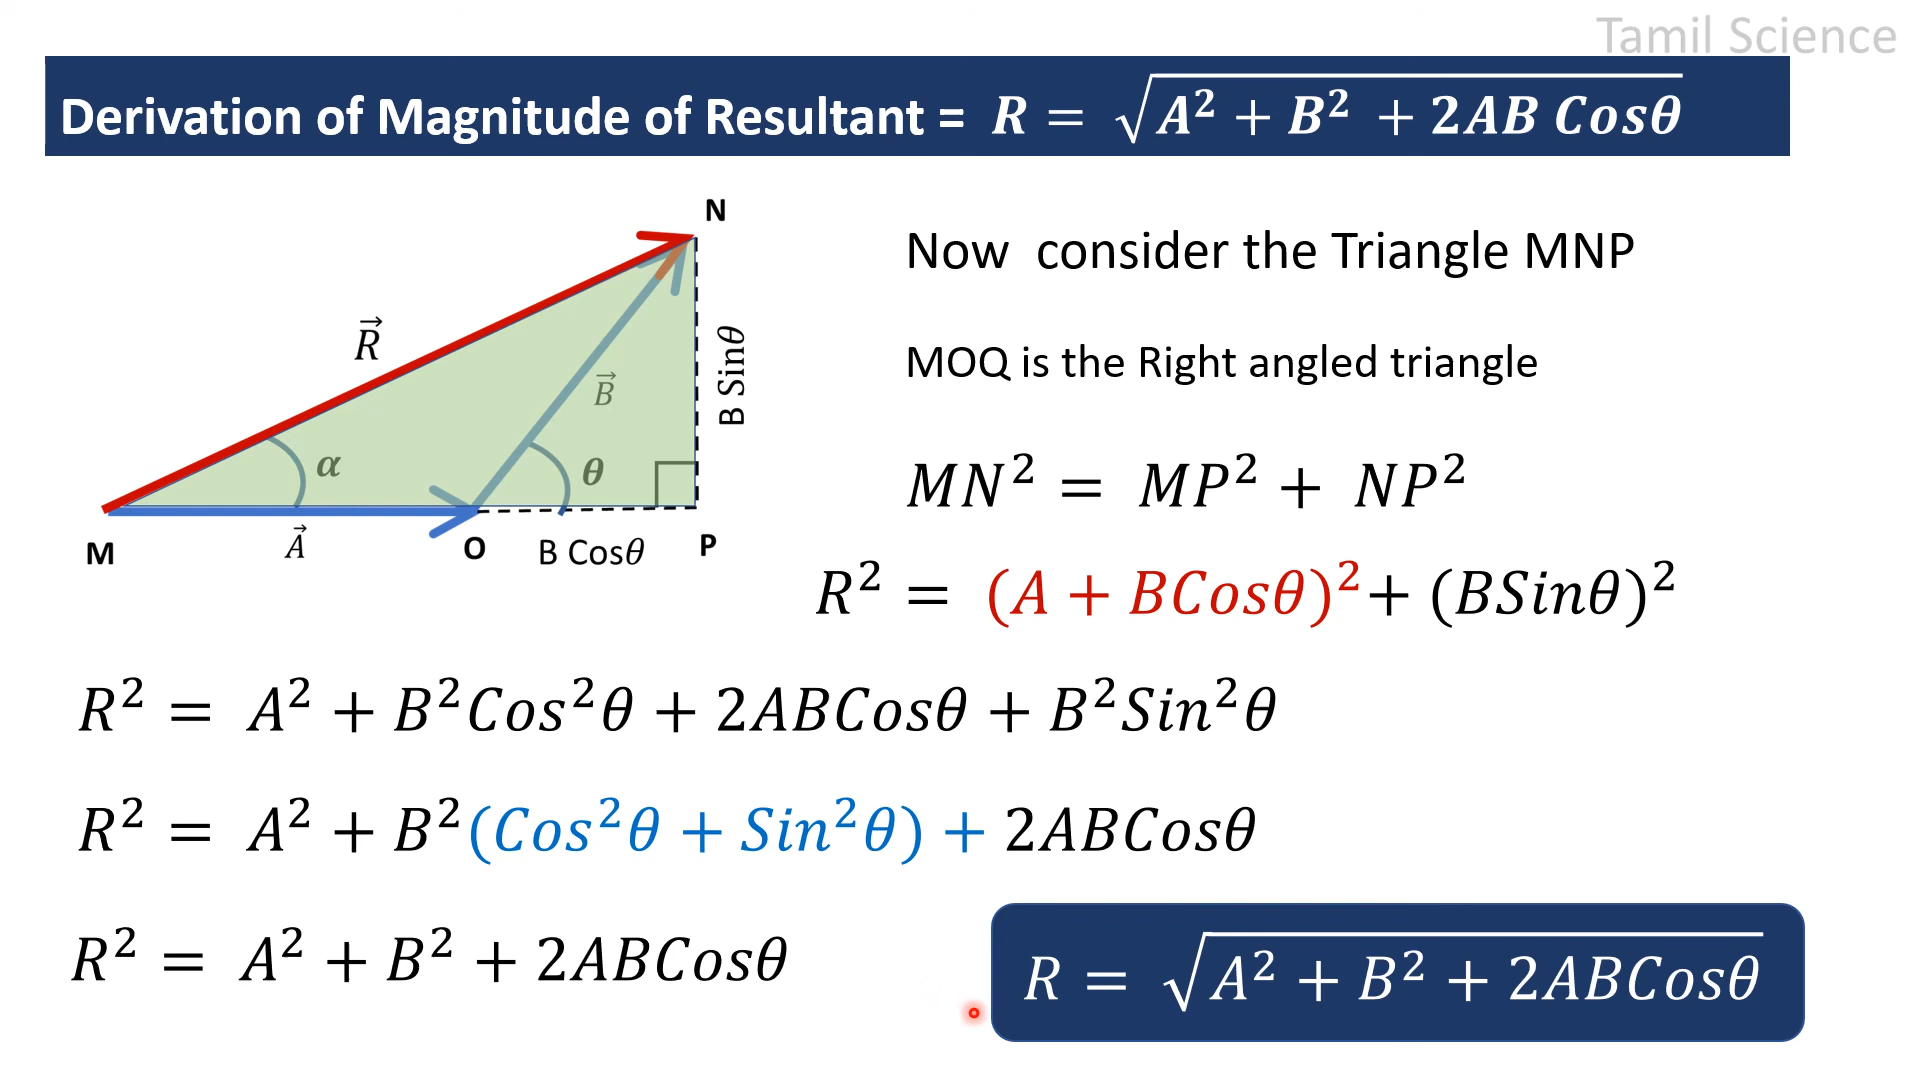 Tamil Science
Derivation of Magnitude of Resultant = R = √(A² + B² + 2AB Cosθ)
N
R⃗
B⃗
B Sinθ
α
θ
M
A⃗
O
B Cosθ
P
Now consider the Triangle MNP
MOQ is the Right angled triangle
MN² = MP² + NP²
R² = (A + BCosθ)² + (BSinθ)²
R² = A² + B²Cos²θ + 2ABCosθ + B²Sin²θ
R² = A² + B²(Cos²θ + Sin²θ) + 2ABCosθ
R² = A² + B² + 2ABCosθ
R = √(A² + B² + 2ABCosθ)